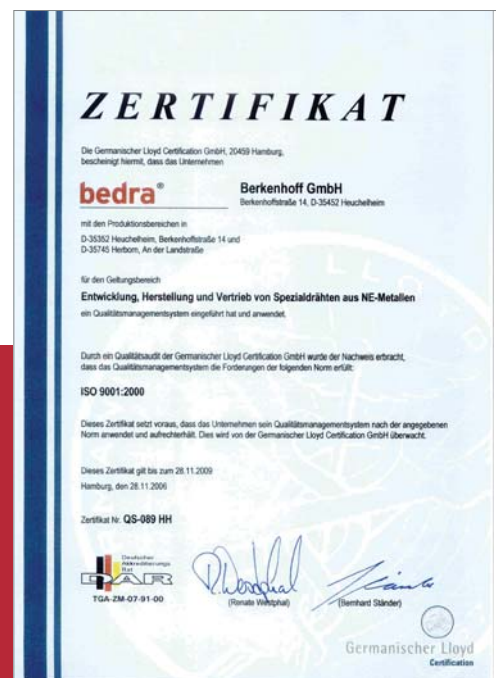 ZERTIFIKAT
Die Germanischer Lloyd Certification GmbH, 20459 Hamburg,
bescheinigt hiermit, dass das Unternehmen
bedra®
Berkenhoff GmbH
Berkenhoffstraße 14, D-35452 Heuchelheim
mit den Produktionsbereichen in
D-35352 Heuchelheim, Berkenhoffstraße 14 und
D-35745 Herborn, An der Landstraße
für den Geltungsbereich
Entwicklung, Herstellung und Vertrieb von Spezialdrähten aus NE-Metallen
ein Qualitätsmanagementsystem eingeführt hat und anwendet.
Durch ein Qualitätsaudit der Germanischer Lloyd Certification GmbH wurde der Nachweis erbracht,
dass das Qualitätsmanagementsystem die Forderungen der folgenden Norm erfüllt:
ISO 9001:2000
Dieses Zertifikat setzt voraus, dass das Unternehmen sein Qualitätsmanagementsystem nach der angegebenen
Norm anwendet und aufrechterhält. Dies wird von der Germanischer Lloyd Certification GmbH überwacht.
Dieses Zertifikat gilt bis zum 28.11.2009
Hamburg, den 28.11.2006
Zertifikat Nr. QS-089 HH
Deutscher
Akkreditierungs
Rat
DAR
TGA-ZM-07-91-00
R. Westphal
(Renate Westphal)
(Bernhard Ständer)
Germanischer Lloyd
Certification